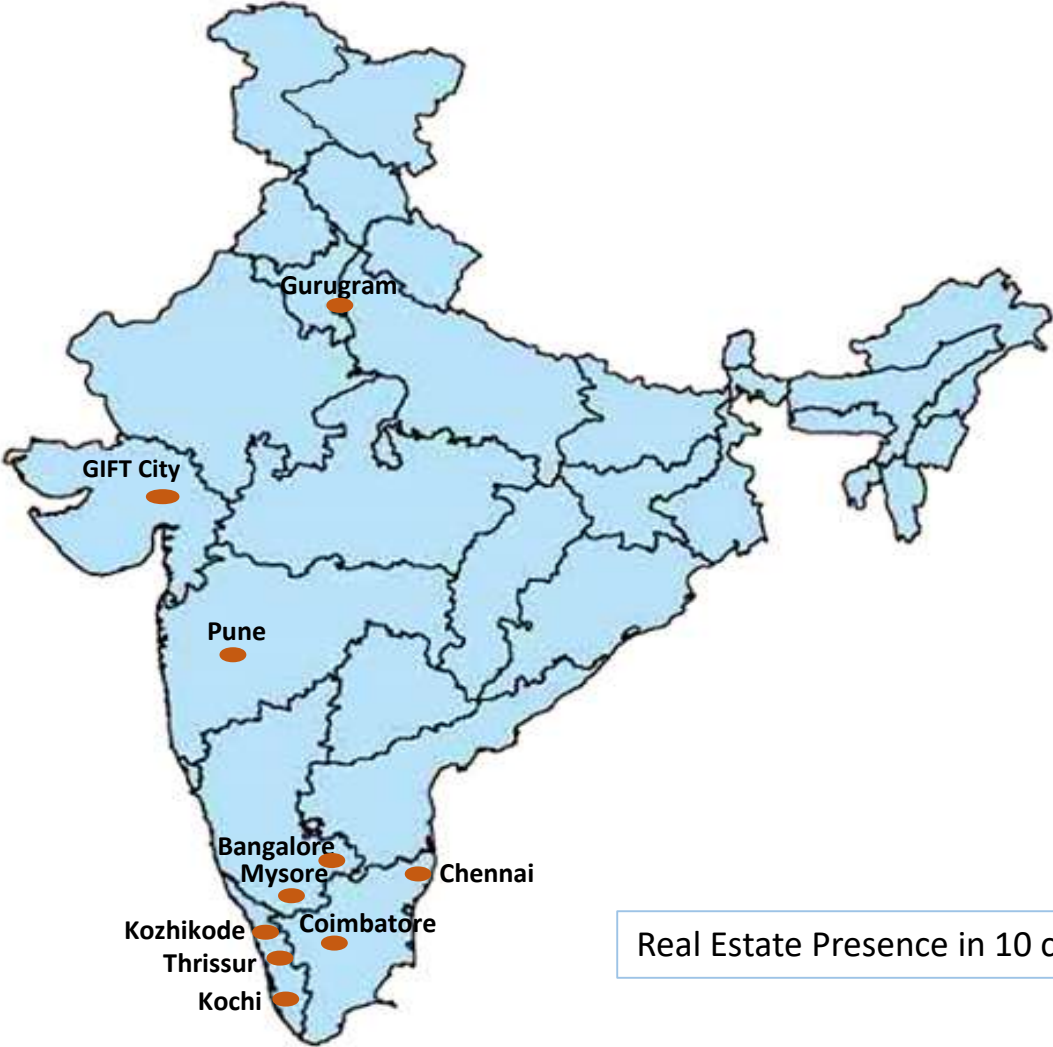 Gurugram
GIFT City
Pune
Bangalore
Mysore
Chennai
Kozhikode
Coimbatore
Thrissur
Kochi
Real Estate Presence in 10